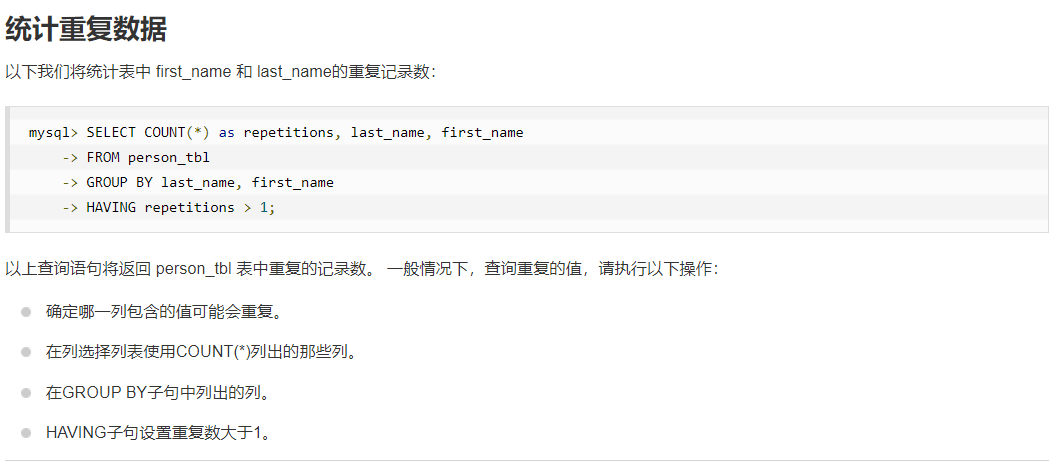 统计重复数据
以下我们将统计表中 first_name 和 last_name的重复记录数：
mysql> SELECT COUNT(*) as repetitions, last_name, first_name
    -> FROM person_tbl
    -> GROUP BY last_name, first_name
    -> HAVING repetitions > 1;
以上查询语句将返回 person_tbl 表中重复的记录数。 一般情况下，查询重复的值，请执行以下操作：
确定哪一列包含的值可能会重复。
在列选择列表使用COUNT(*)列出的那些列。
在GROUP BY子句中列出的列。
HAVING子句设置重复数大于1。